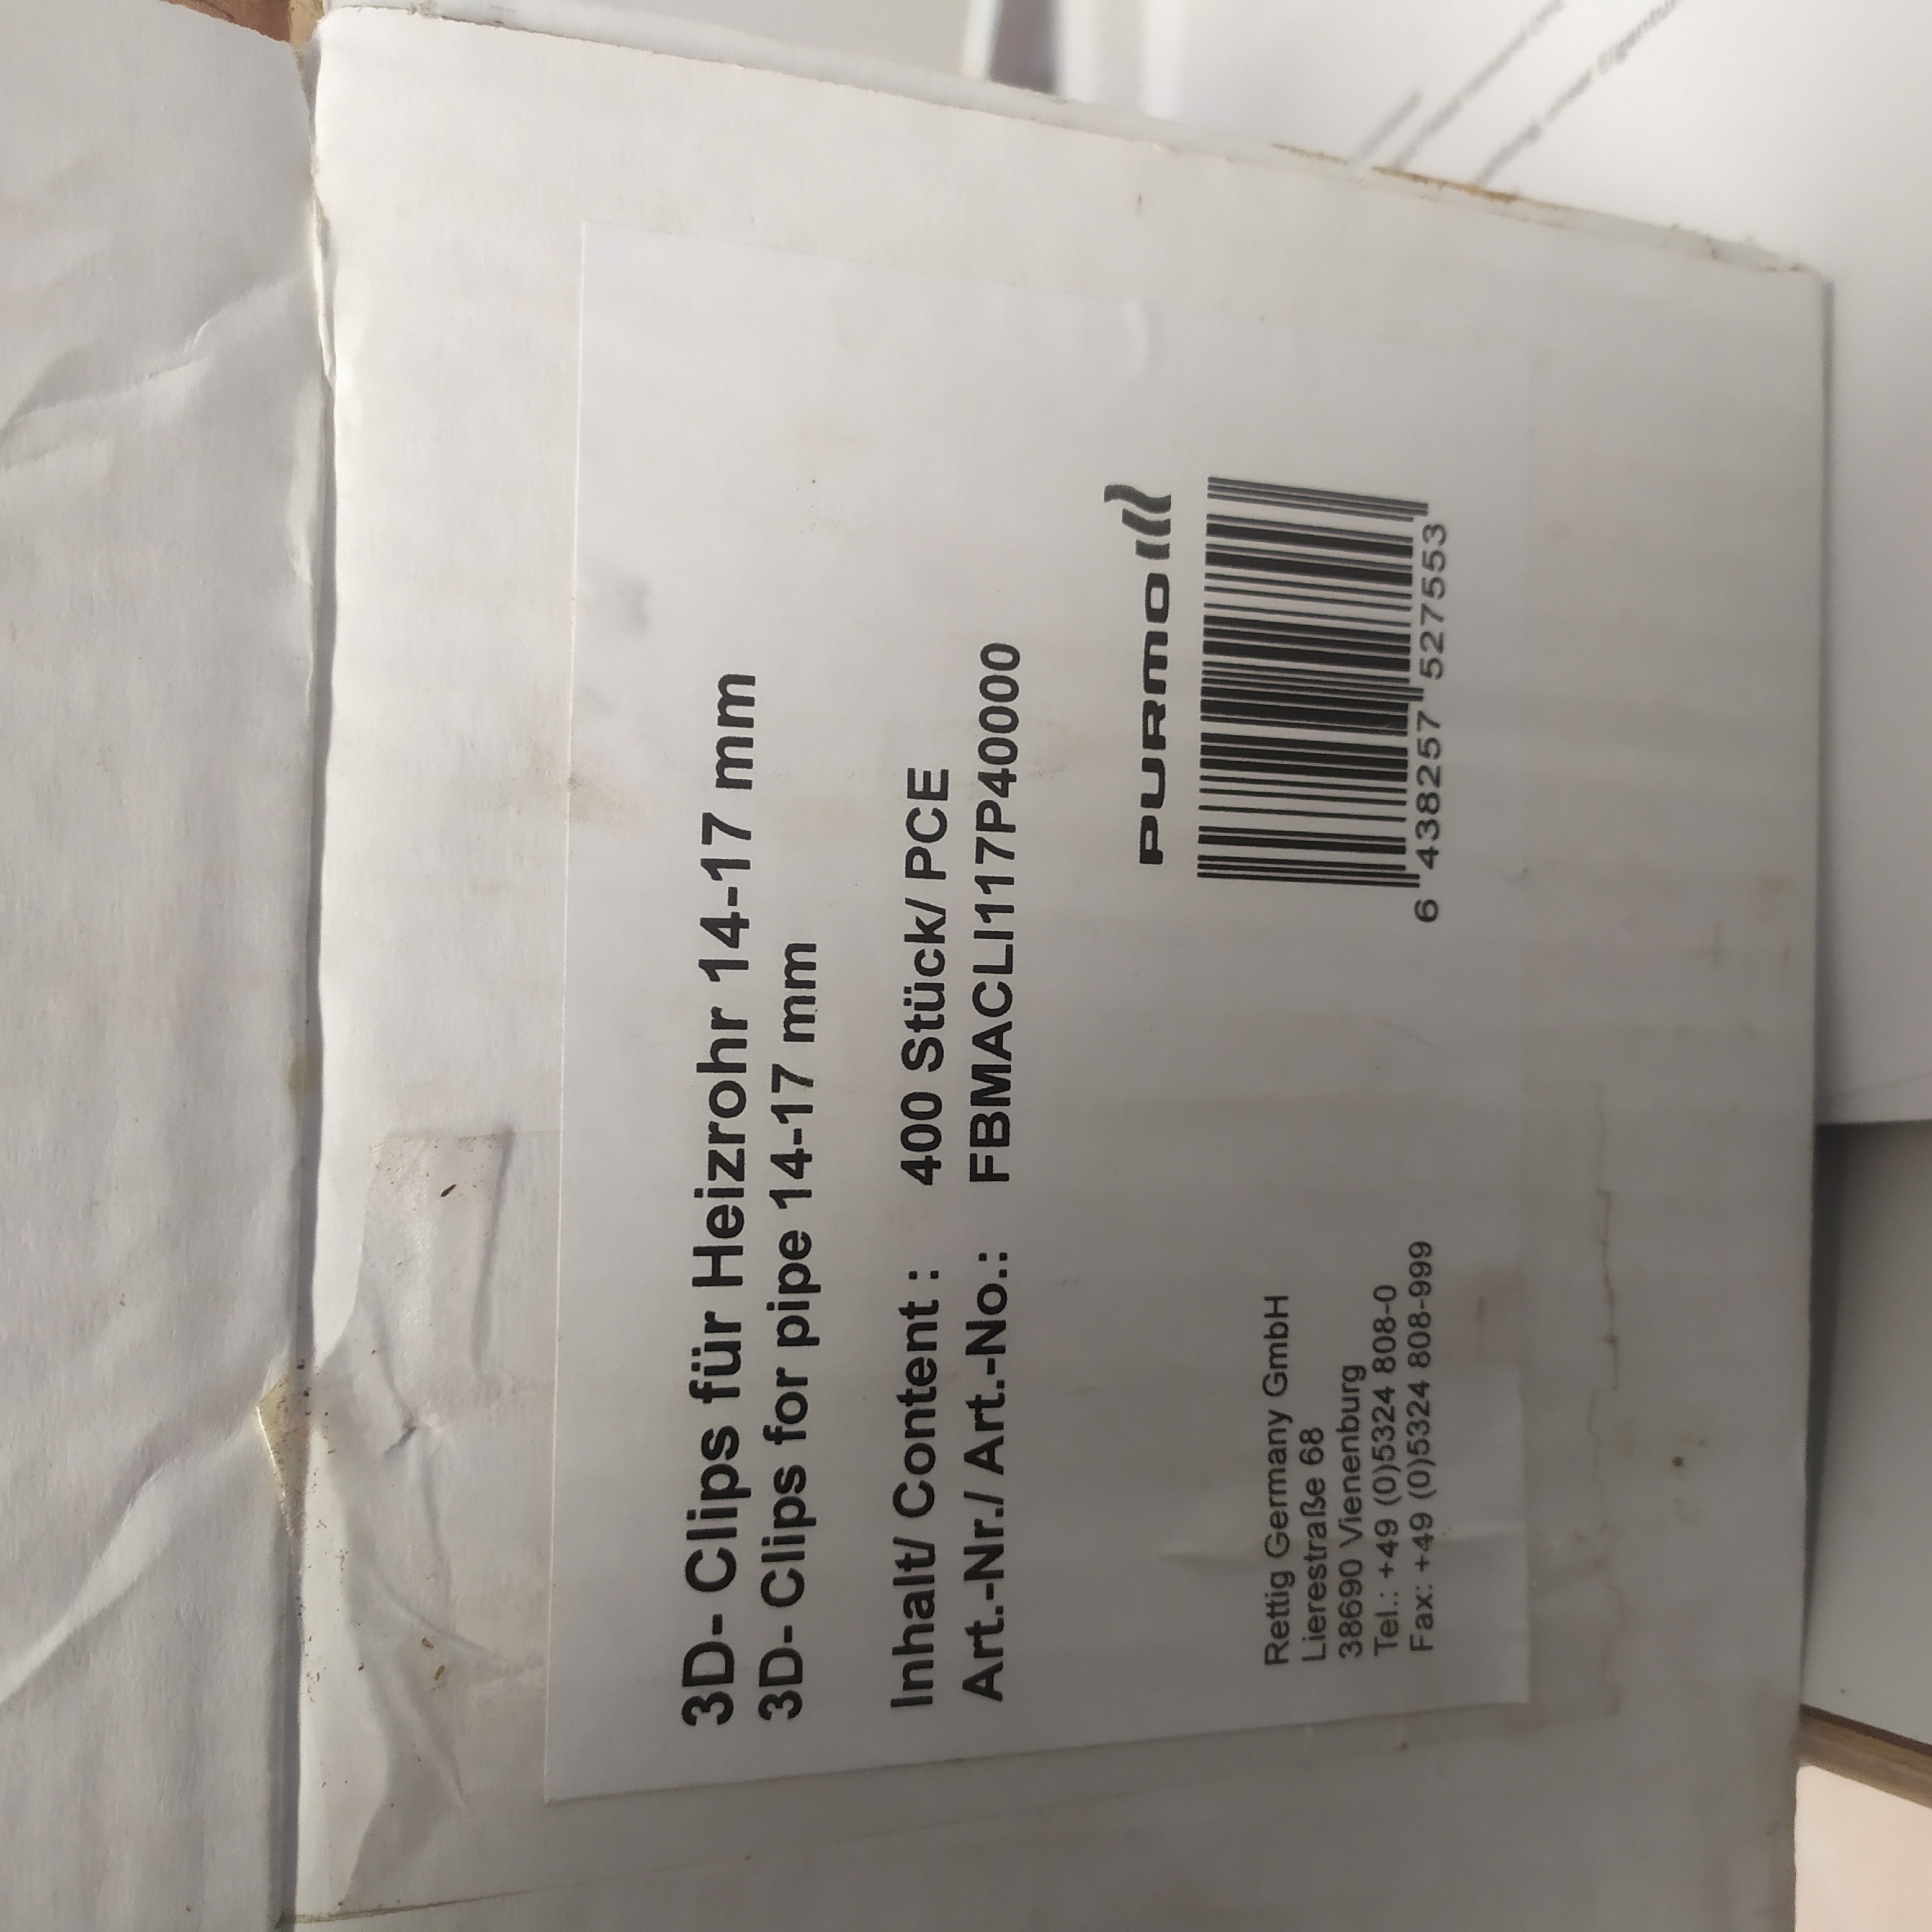 3D- Clips für Heizrohr 14-17 mm
3D- Clips for pipe 14-17 mm
Inhalt/ Content : 400 Stück/ PCE
Art.-Nr./ Art.-No.: FBMACLI117P40000
PURMO
6 438257 527553
Rettig Germany GmbH
Lierestraße 68
38690 Vienenburg
Tel.: +49 (0)5324 808-0
Fax: +49 (0)5324 808-999